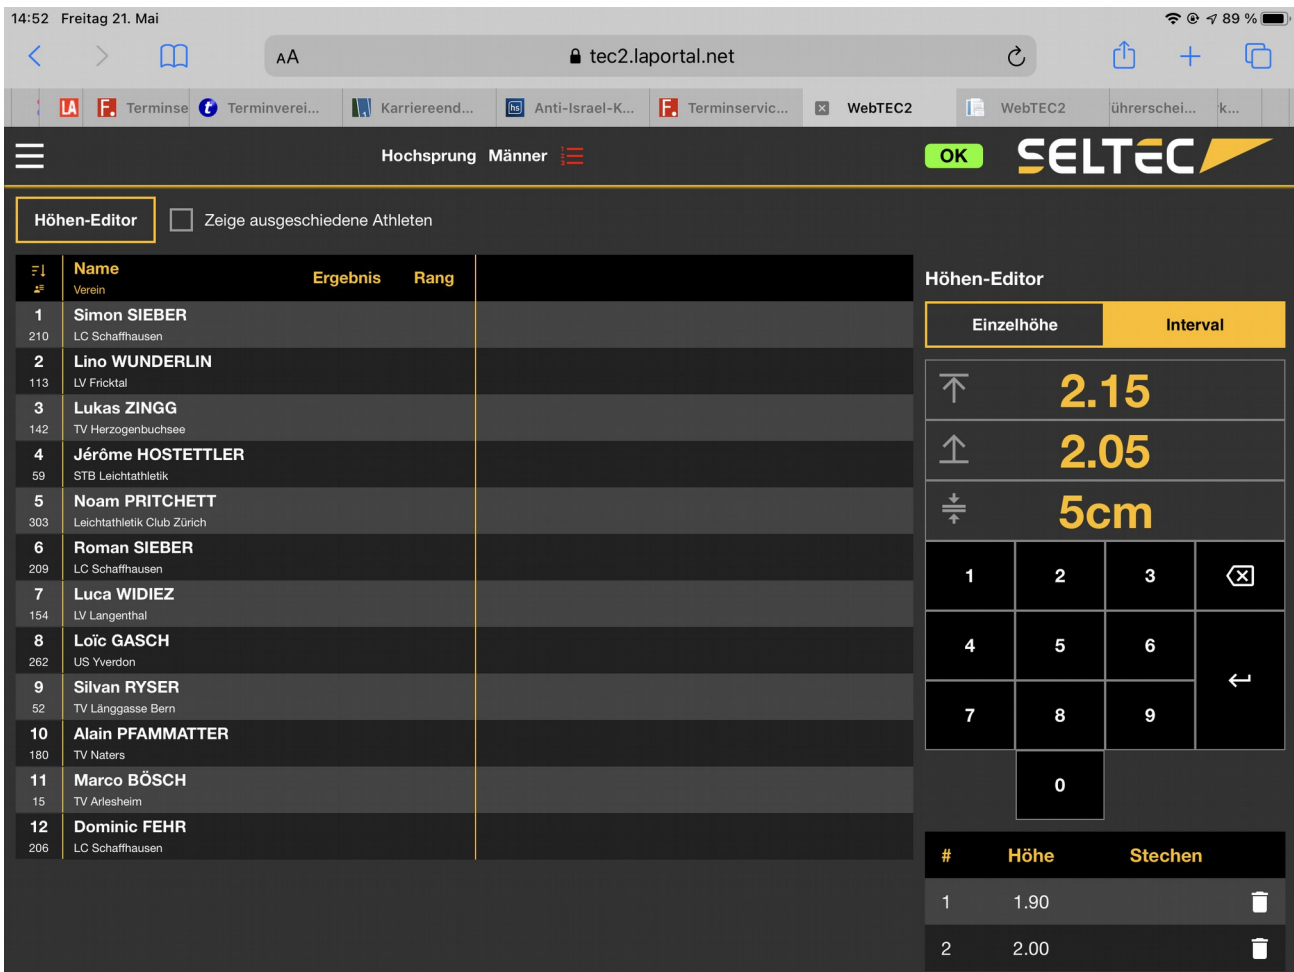 14:52 Freitag 21. Mai
89 %
AA
tec2.laportal.net
LA
F. Terminse
t Terminverei...
Karriereend...
hs Anti-Israel-K...
F. Terminservic...
WebTEC2
WebTEC2
ührerschei...
k...
Hochsprung Männer
OK
SELTEC
Höhen-Editor
Zeige ausgeschiedene Athleten
Name Ergebnis Rang
Verein
1 Simon SIEBER
210 LC Schaffhausen
2 Lino WUNDERLIN
113 LV Fricktal
3 Lukas ZINGG
142 TV Herzogenbuchsee
4 Jérôme HOSTETTLER
59 STB Leichtathletik
5 Noam PRITCHETT
303 Leichtathletik Club Zürich
6 Roman SIEBER
209 LC Schaffhausen
7 Luca WIDIEZ
154 LV Langenthal
8 Loïc GASCH
262 US Yverdon
9 Silvan RYSER
52 TV Länggasse Bern
10 Alain PFAMMATTER
180 TV Naters
11 Marco BÖSCH
15 TV Arlesheim
12 Dominic FEHR
206 LC Schaffhausen
Höhen-Editor
Einzelhöhe Interval
2.15
2.05
5cm
1 2 3
4 5 6
7 8 9
0
# Höhe Stechen
1 1.90
2 2.00